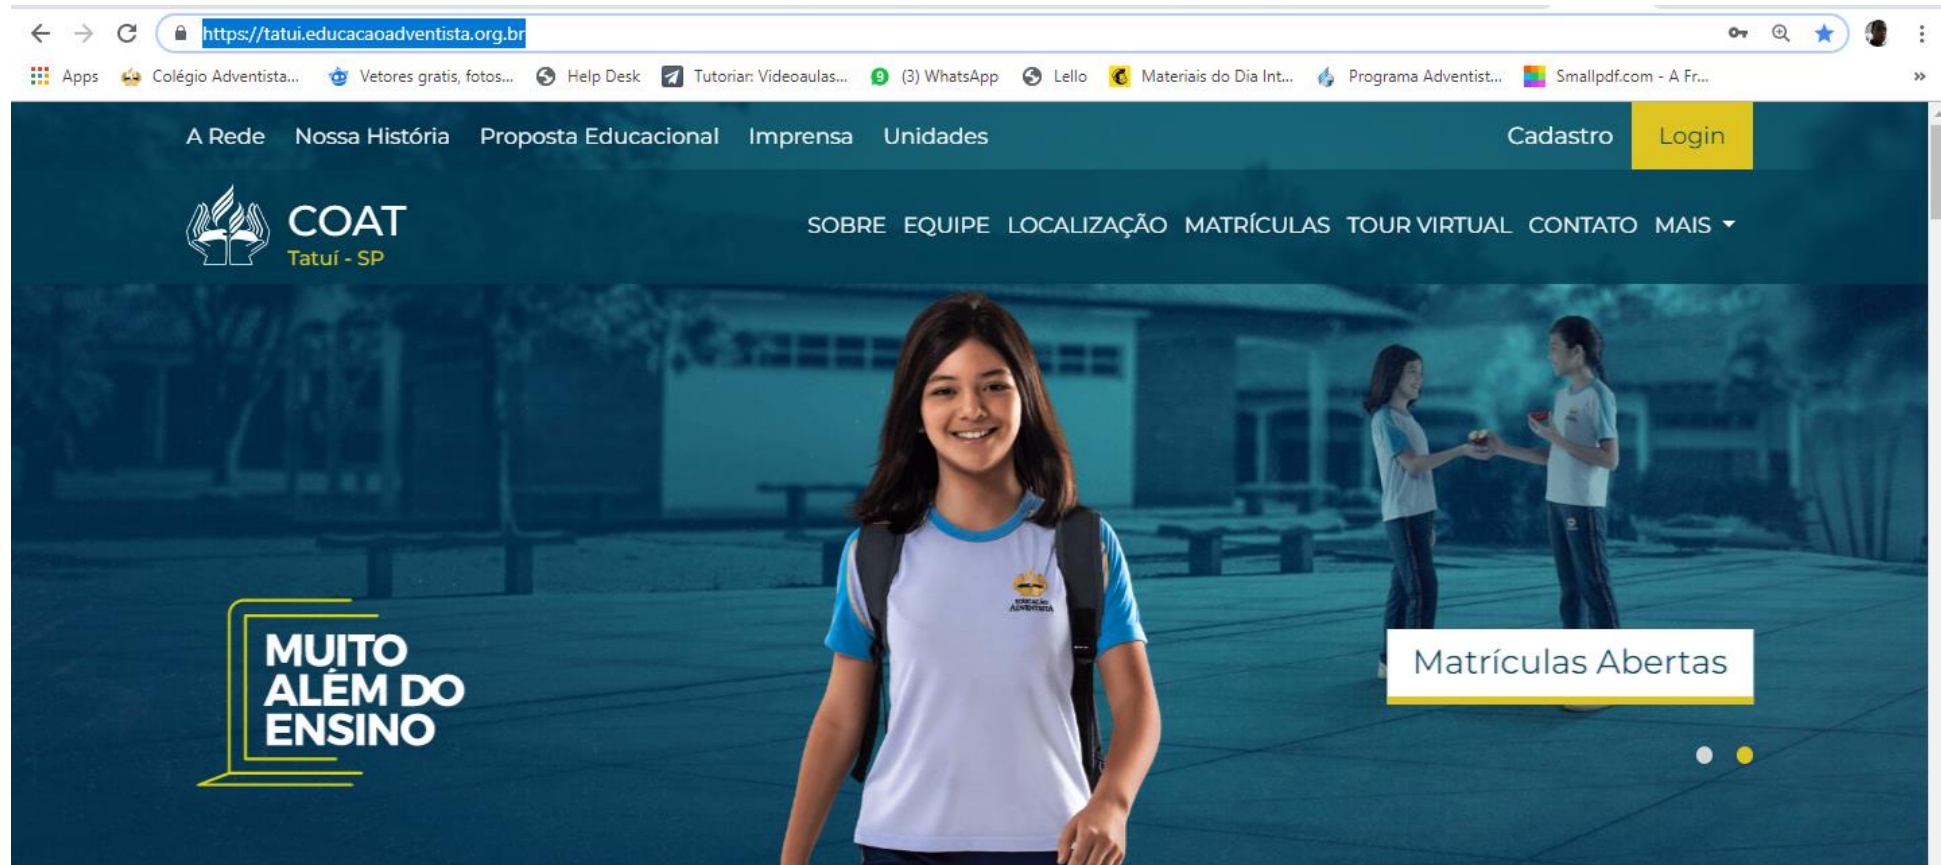 https://tatui.educacaoadventista.org.br
Apps Colégio Adventista... Vetores gratis, fotos... Help Desk Tutoriar: Videoaulas... (3) WhatsApp Lello Materiais do Dia Int... Programa Adventist... Smallpdf.com - A Fr... »
A Rede Nossa História Proposta Educacional Imprensa Unidades Cadastro Login
COAT
Tatuí - SP
SOBRE EQUIPE LOCALIZAÇÃO MATRÍCULAS TOUR VIRTUAL CONTATO MAIS
EDUCAÇÃO
ADVENTISTA
MUITO
ALÉM DO
ENSINO
Matrículas Abertas